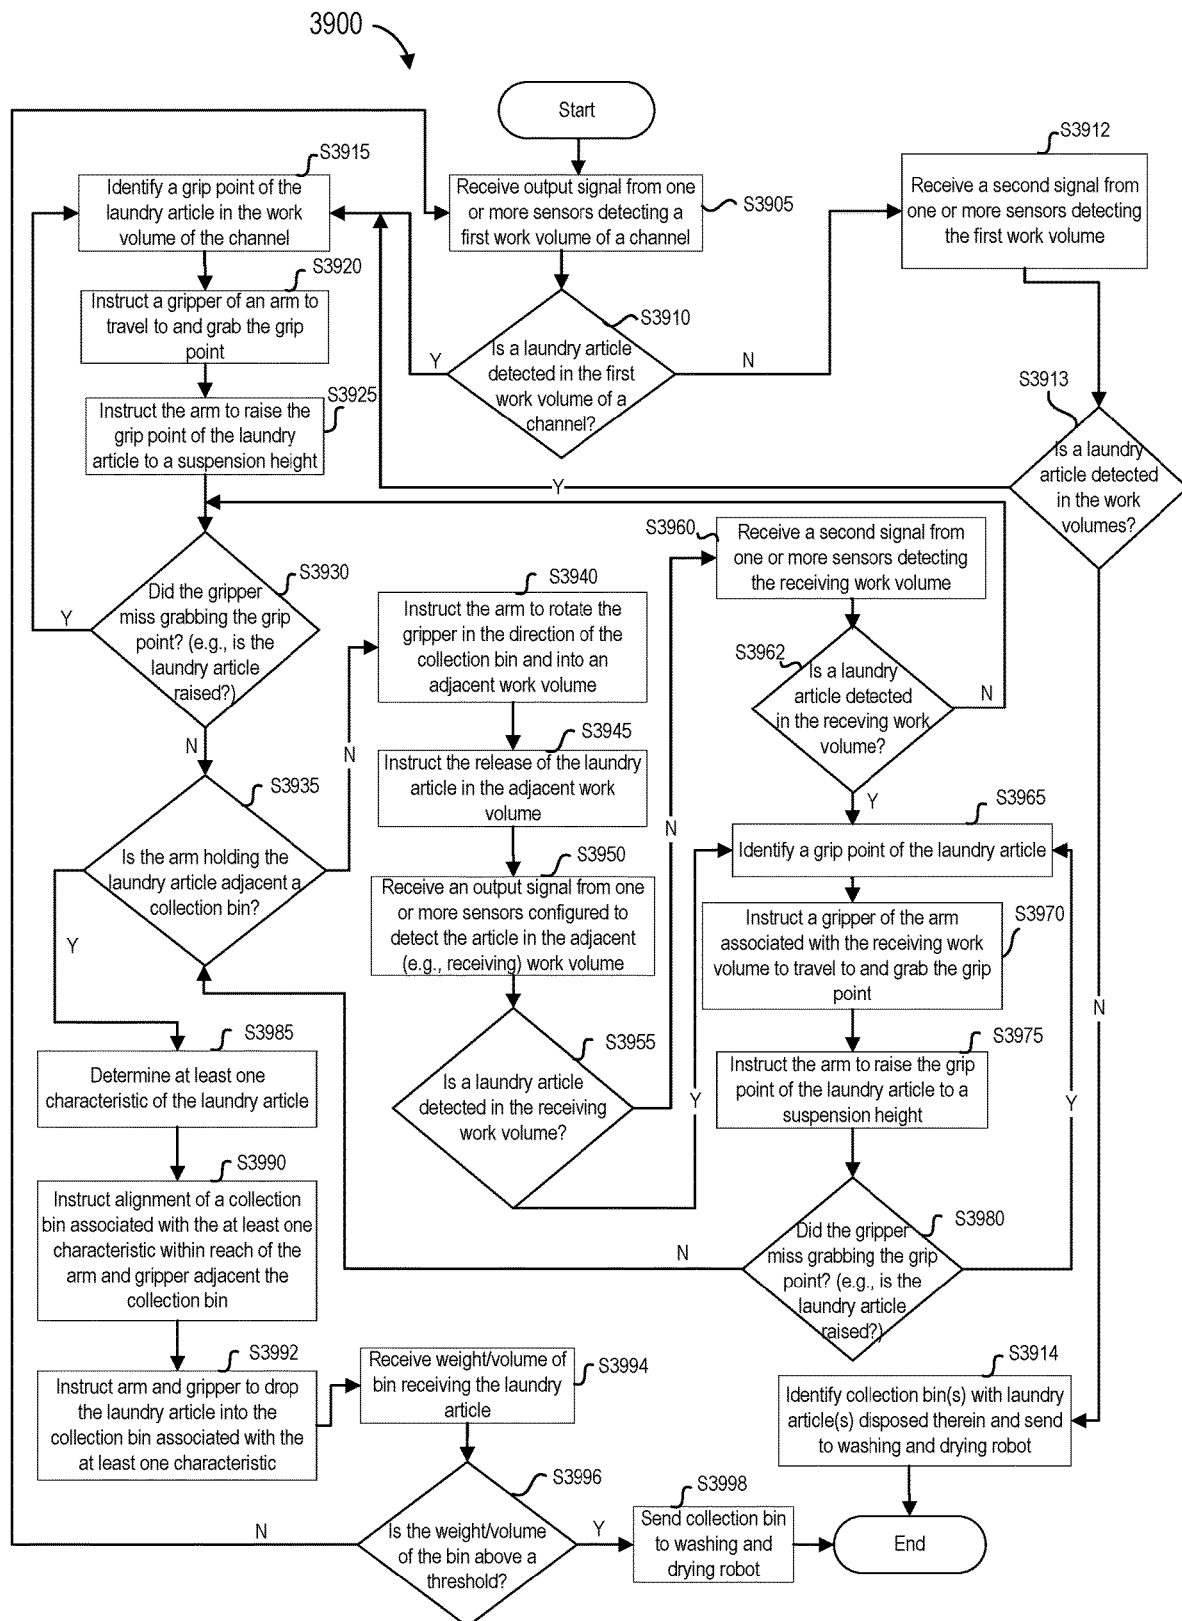 3900
Start
S3905
Receive output signal from one
or more sensors detecting a
first work volume of a channel
S3910
Is a laundry article
detected in the first
work volume of a
channel?
Y
N
S3912
Receive a second signal from
one or more sensors detecting
the first work volume
S3913
Is a laundry
article detected
in the work
volumes?
Y
N
S3915
Identify a grip point of the
laundry article in the work
volume of the channel
S3920
Instruct a gripper of an arm to
travel to and grab the grip
point
S3925
Instruct the arm to raise the
grip point of the laundry
article to a suspension height
S3930
Did the gripper
miss grabbing the grip
point? (e.g., is the
laundry article
raised?)
Y
N
S3935
Is the arm holding the
laundry article adjacent a
collection bin?
Y
N
S3940
Instruct the arm to rotate the
gripper in the direction of the
collection bin and into an
adjacent work volume
S3945
Instruct the release of the laundry
article in the adjacent work
volume
S3950
Receive an output signal from one
or more sensors configured to
detect the article in the adjacent
(e.g., receiving) work volume
S3955
Is a laundry article
detected in the receiving
work volume?
N
Y
S3960
Receive a second signal from
one or more sensors detecting
the receiving work volume
S3962
Is a laundry
article detected
in the receving work
volume?
N
Y
S3965
Identify a grip point of the laundry article
S3970
Instruct a gripper of the arm
associated with the receiving work
volume to travel to and grab the grip
point
S3975
Instruct the arm to raise the grip
point of the laundry article to a
suspension height
S3980
Did the gripper
miss grabbing the grip
point? (e.g., is the
laundry article
raised?)
N
Y
S3985
Determine at least one
characteristic of the laundry article
S3990
Instruct alignment of a collection
bin associated with the at least one
characteristic within reach of the
arm and gripper adjacent the
collection bin
S3992
Instruct arm and gripper to drop
the laundry article into the
collection bin associated with the
at least one characteristic
S3994
Receive weight/volume of
bin receiving the laundry
article
S3996
Is the weight/volume
of the bin above a
threshold?
N
Y
S3998
Send collection bin
to washing and
drying robot
S3914
Identify collection bin(s) with laundry
article(s) disposed therein and send
to washing and drying robot
End